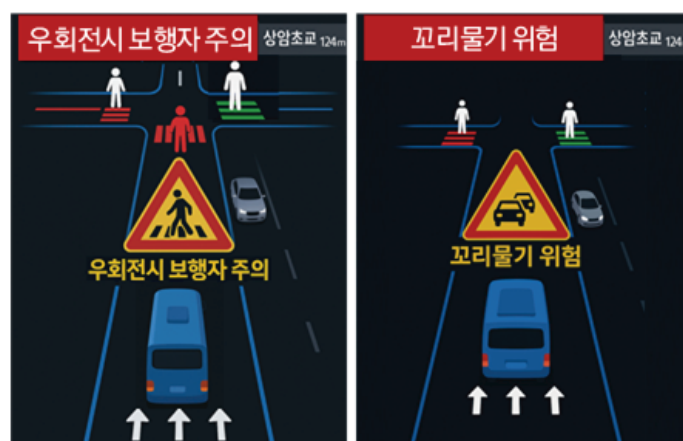 우회전시 보행자 주의
상암초교 124m
우회전시 보행자 주의
꼬리물기 위험
상암초교 124m
꼬리물기 위험